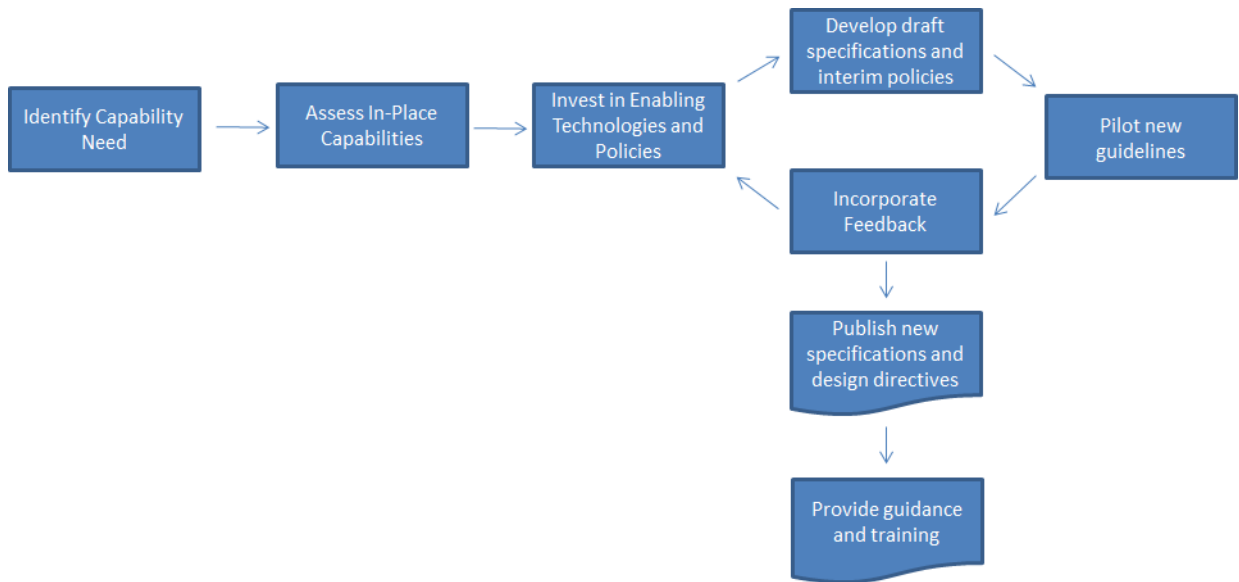 Identify Capability
Need
Assess In-Place
Capabilities
Invest in Enabling
Technologies and
Policies
Develop draft
specifications and
interim policies
Pilot new
guidelines
Incorporate
Feedback
Publish new
specifications and
design directives
Provide guidance
and training